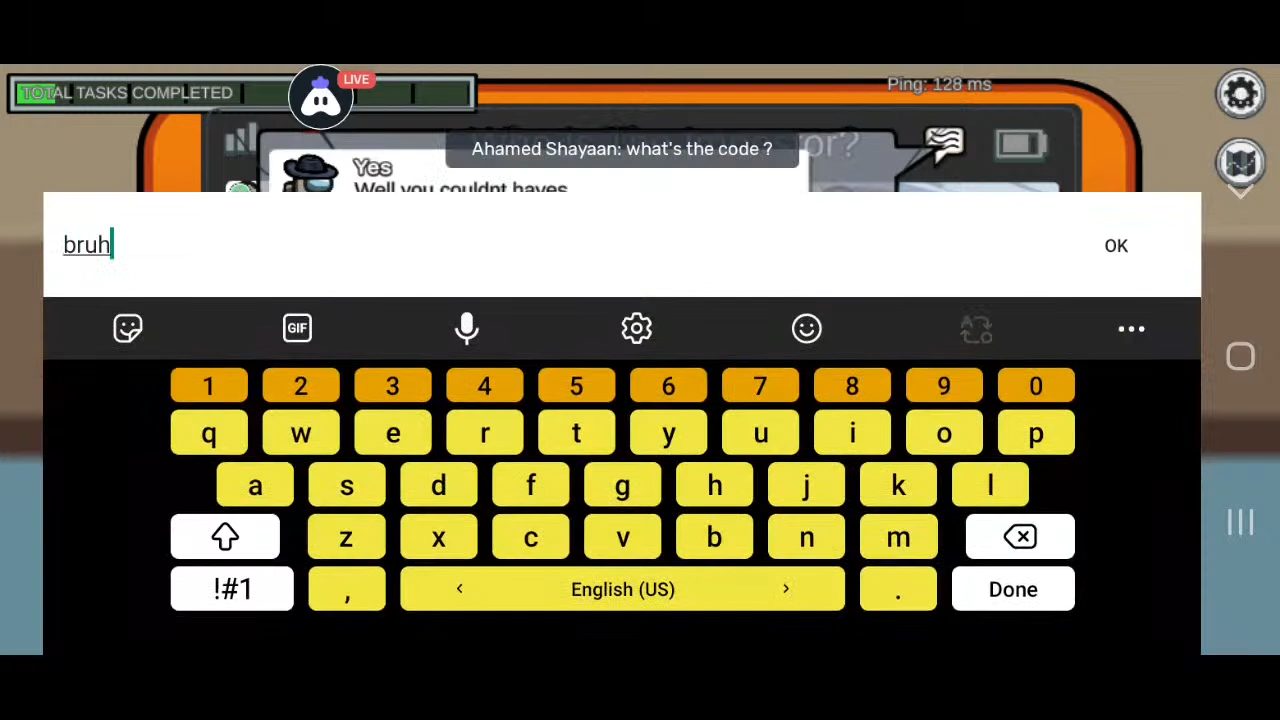 LIVE
TOTAL TASKS COMPLETED
Ping: 128 ms
Ahamed Shayaan: what's the code ?
Yes
Well you couldnt haves
bruh
OK
GIF
1 2 3 4 5 6 7 8 9 0
q w e r t y u i o p
a s d f g h j k l
z x c v b n m
!#1 , < English (US) > . Done